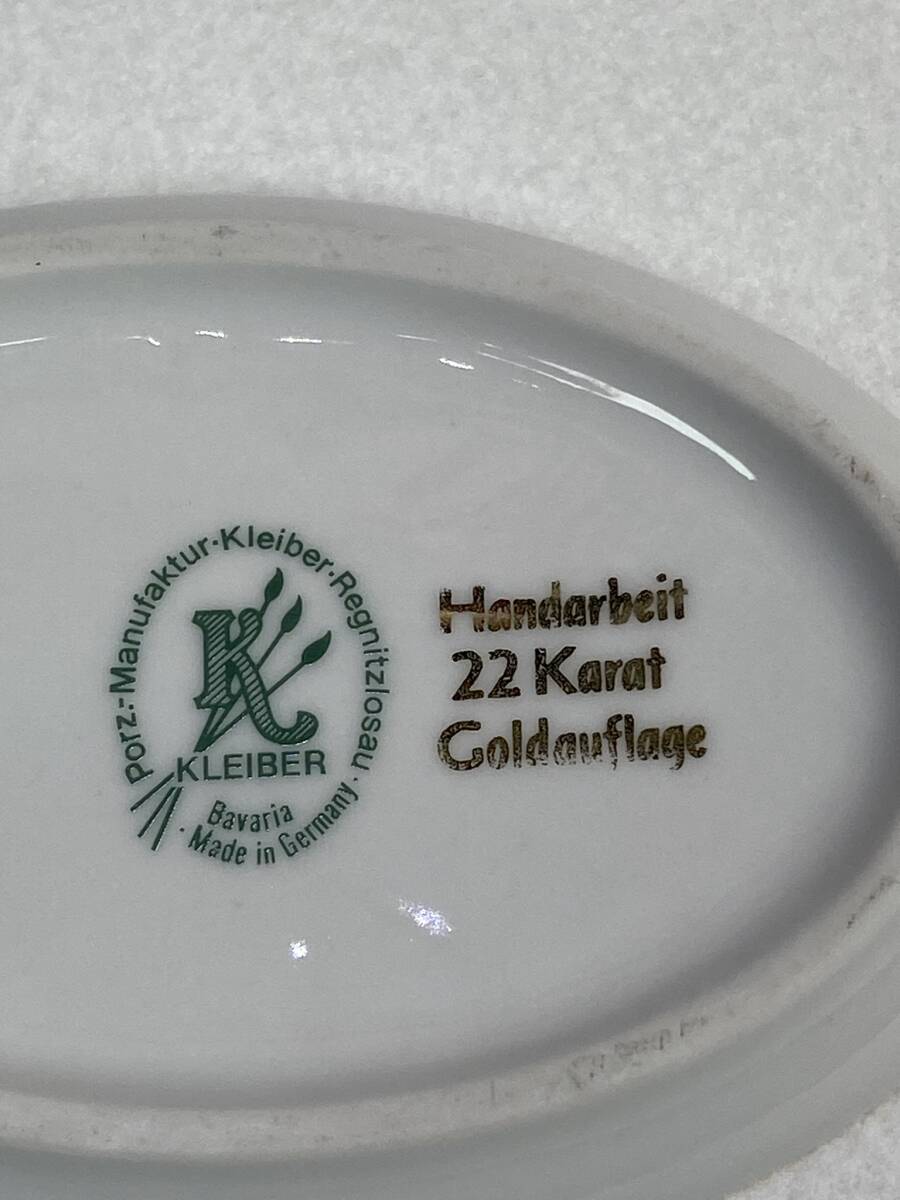 Porz.-Manufaktur·Kleiber·Regnitzlosau·
K
KLEIBER
Bavaria
· Made in Germany ·
Handarbeit
22 Karat
Goldauflage